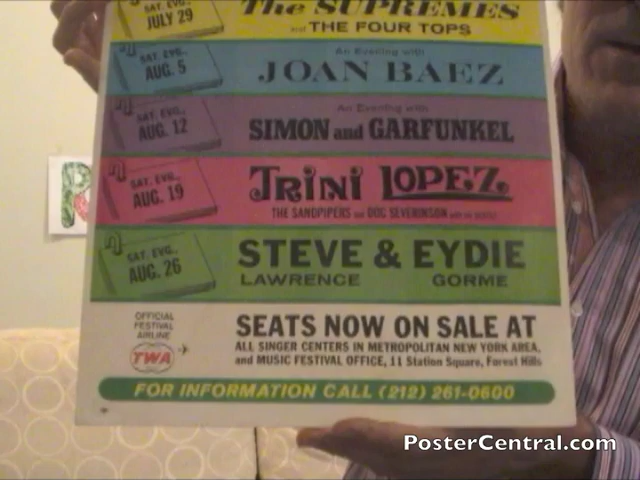 SAT. EVG.,
JULY 29
The SUPREMES
and THE FOUR TOPS
SAT. EVG.,
AUG. 5
An Evening with
JOAN BAEZ
SAT. EVG.,
AUG. 12
An Evening with
SIMON and GARFUNKEL
SAT. EVG.,
AUG. 19
TRINI LOPEZ
THE SANDPIPERS and DOC SEVERINSON
SAT. EVG.,
AUG. 26
STEVE & EYDIE
LAWRENCE GORME
OFFICIAL
FESTIVAL
AIRLINE
TWA
SEATS NOW ON SALE AT
ALL SINGER CENTERS IN METROPOLITAN NEW YORK AREA,
and MUSIC FESTIVAL OFFICE, 11 Station Square, Forest Hills
FOR INFORMATION CALL (212) 261-0600
PosterCentral.com